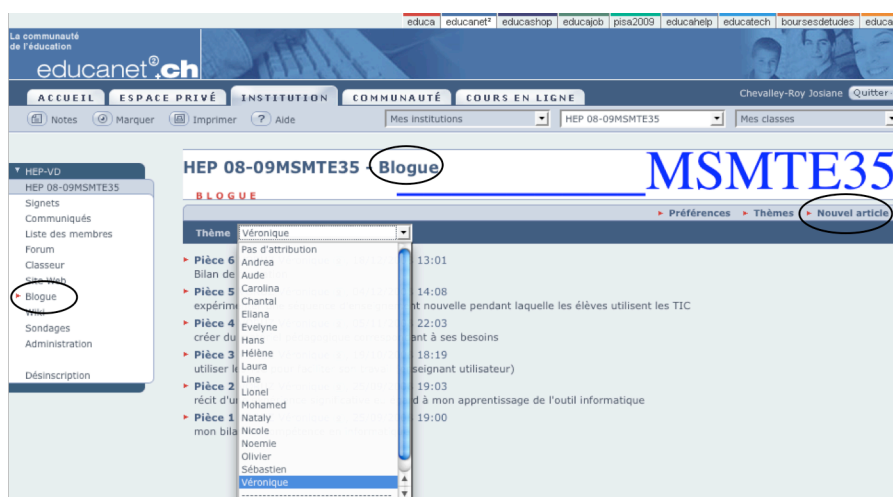 educa educanet² educashop educajob pisa2009 educahelp educatech boursesdetudes educa
La communauté
de l'éducation
educanet².ch
ACCUEIL ESPACE PRIVÉ INSTITUTION COMMUNAUTÉ COURS EN LIGNE Chevalley-Roy Josiane Quitter
Notes Marquer Imprimer ? Aide Mes institutions HEP 08-09MSMTE35 Mes classes
HEP-VD
HEP 08-09MSMTE35
Signets
Communiqués
Liste des membres
Forum
Classeur
Site Web
Blogue
Wiki
Sondages
Administration
Désinscription
HEP 08-09MSMTE35 - Blogue MSMTE35
BLOGUE
Préférences Thèmes Nouvel article
Thème Véronique
Pas d'attribution
Andrea
Aude
Carolina
Chantal
Eliana
Evelyne
Hans
Hélène
Laura
Line
Lionel
Mohamed
Nataly
Nicole
Noemie
Olivier
Sébastien
Véronique
Pièce 6 13:01
Bilan de
Pièce 5 14:08
nouvelle pendant laquelle les élèves utilisent les TIC
Pièce 4 22:03
créer du à ses besoins
Pièce 3 18:19
utiliser utilisateur)
Pièce 2 19:03
récit à mon apprentissage de l'outil informatique
Pièce 1 19:00
mon